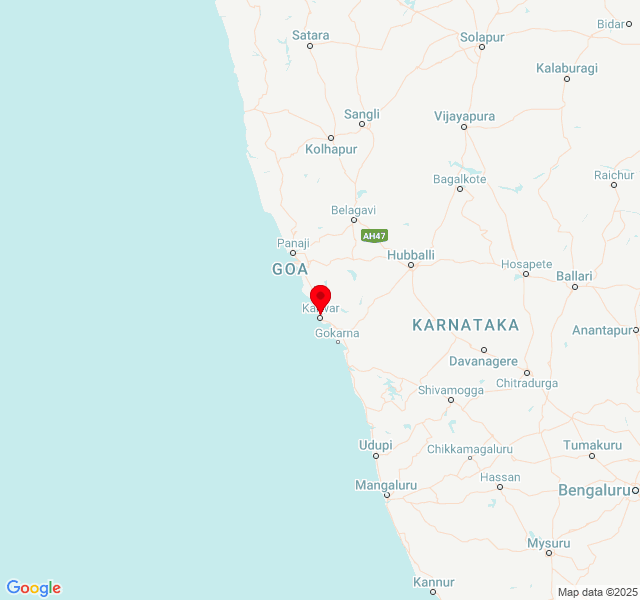 Satara
Solapur
Bidar
Kalaburagi
Sangli
Vijayapura
Kolhapur
Bagalkote
Raichur
Belagavi
AH47
Panaji
Hubballi
GOA
Hosapete
Ballari
Karwar
KARNATAKA
Gokarna
Anantapur
Davanagere
Chitradurga
Shivamogga
Udupi
Chikkamagaluru
Tumakuru
Hassan
Mangaluru
Bengaluru
Mysuru
Kannur
Google
Map data ©2025